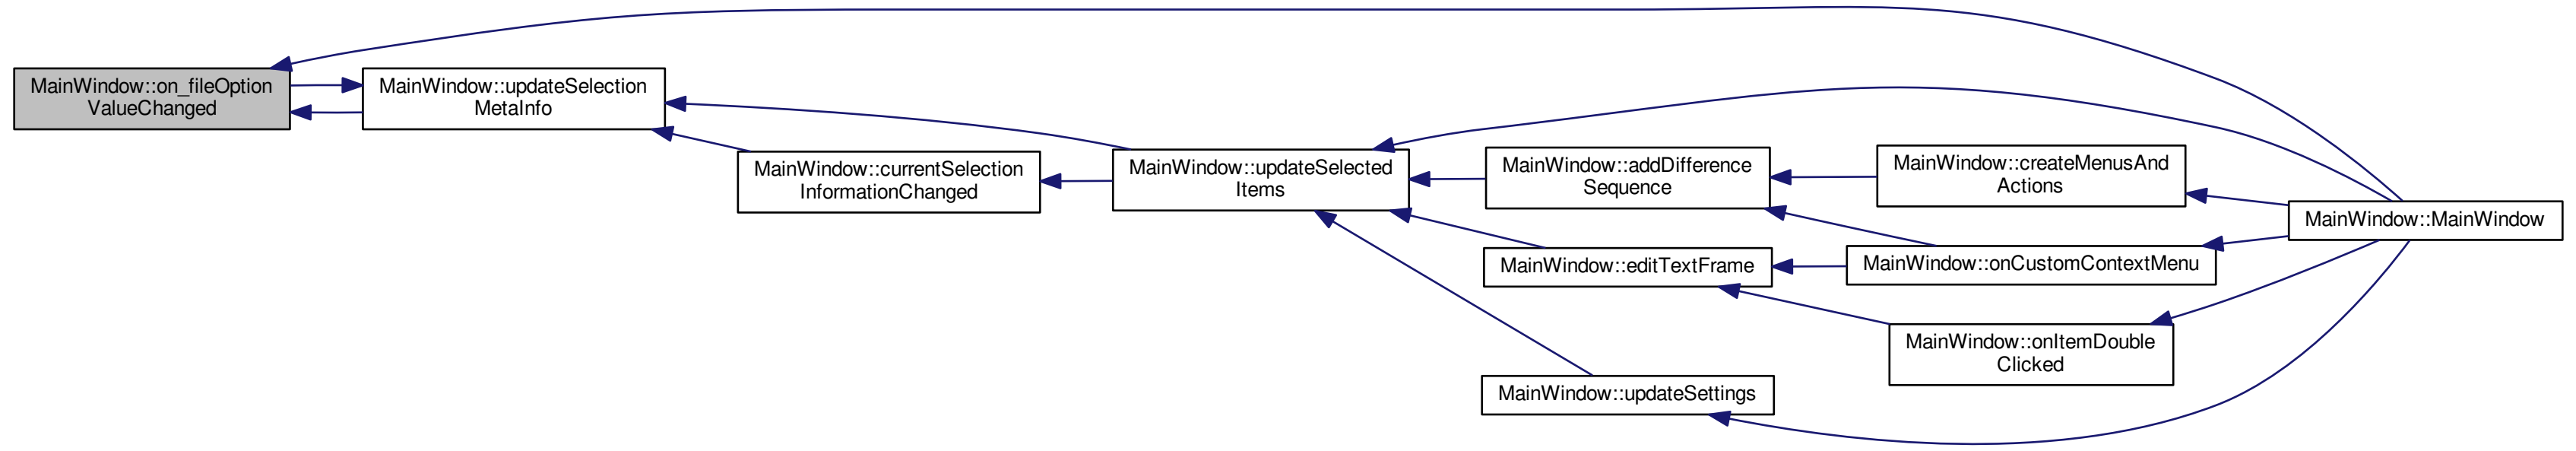 MainWindow::on_fileOption
ValueChanged
MainWindow::updateSelection
MetaInfo
MainWindow::currentSelection
InformationChanged
MainWindow::updateSelected
Items
MainWindow::addDifference
Sequence
MainWindow::editTextFrame
MainWindow::updateSettings
MainWindow::createMenusAnd
Actions
MainWindow::onCustomContextMenu
MainWindow::onItemDouble
Clicked
MainWindow::MainWindow